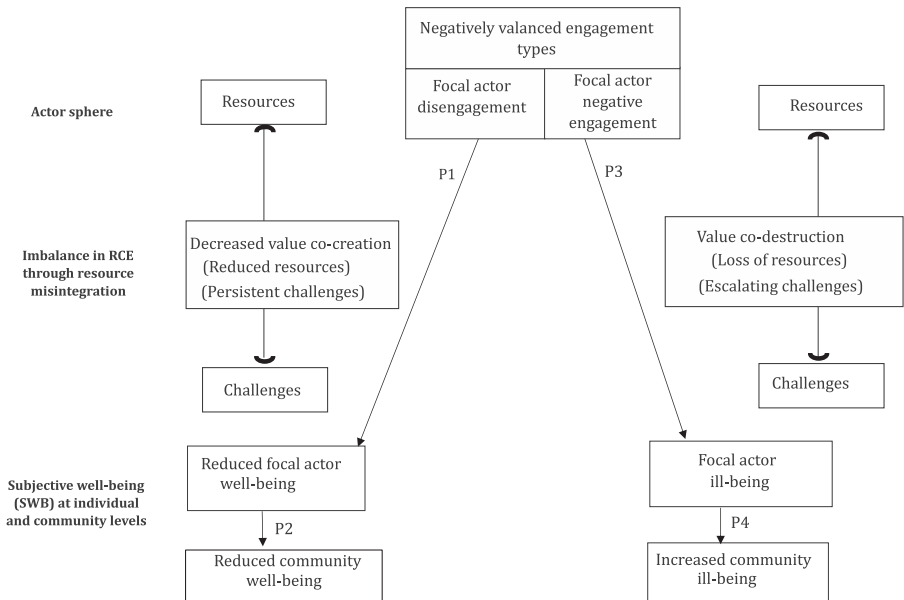 Negatively valanced engagement
types
Focal actor
disengagement
Focal actor
negative
engagement
Actor sphere
Resources
Resources
P1
P3
Imbalance in RCE
through resource
misintegration
Decreased value co-creation
(Reduced resources)
(Persistent challenges)
Value co-destruction
(Loss of resources)
(Escalating challenges)
Challenges
Challenges
Subjective well-being
(SWB) at individual
and community levels
Reduced focal actor
well-being
Focal actor
ill-being
P2
P4
Reduced community
well-being
Increased community
ill-being